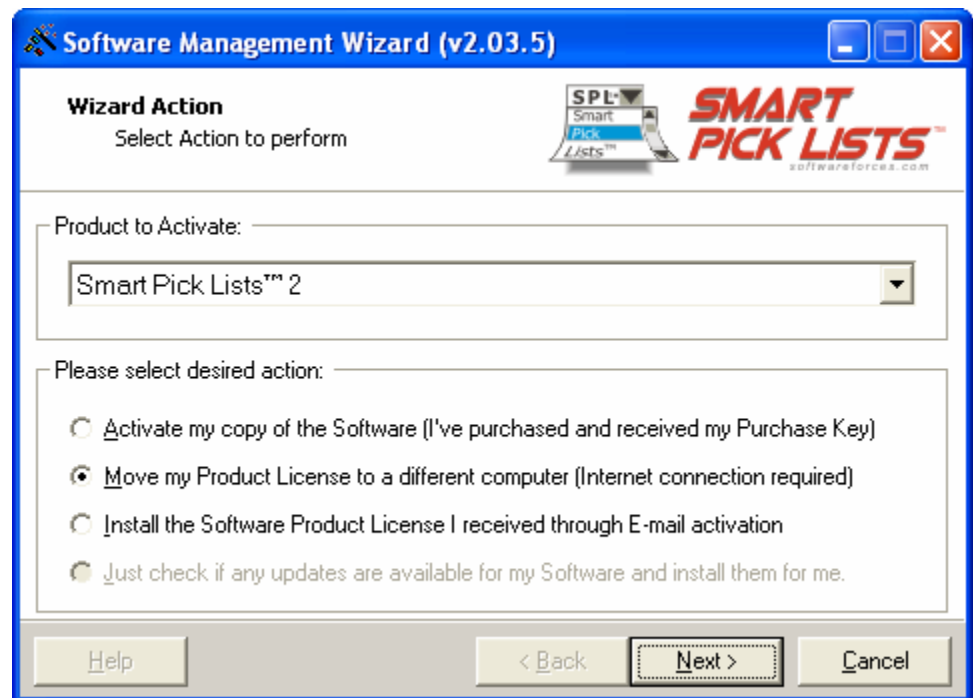 Software Management Wizard (v2.03.5)
Wizard Action
Select Action to perform
SPL
Smart
Pick
Lists™
SMART
PICK LISTS™
softwareforces.com
Product to Activate:
Smart Pick Lists™ 2
Please select desired action:
Activate my copy of the Software (I've purchased and received my Purchase Key)
Move my Product License to a different computer (Internet connection required)
Install the Software Product License I received through E-mail activation
Just check if any updates are available for my Software and install them for me.
Help
< Back
Next >
Cancel